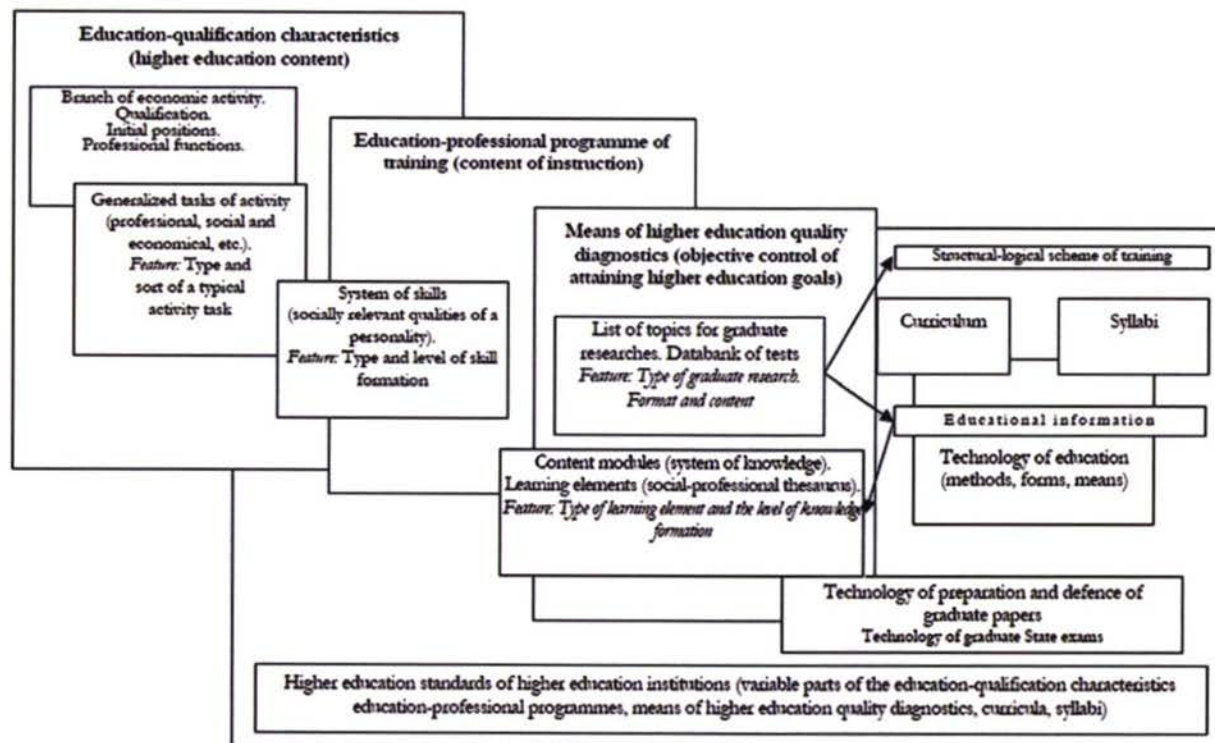 Education-qualification characteristics
(higher education content)
Branch of economic activity.
Qualification.
Initial positions.
Professional functions.
Generalized tasks of activity
(professional, social and
economical, etc.).
Feature: Type and
sort of a typical
activity task
Education-professional programme of
training (content of instruction)
System of skills
(socially relevant qualities of a
personality).
Feature: Type and level of skill
formation
Means of higher education quality
diagnostics (objective control of
attaining higher education goals)
List of topics for graduate
researches. Databank of tests
Feature: Type of graduate research.
Format and content
Content modules (system of knowledge).
Learning elements (social-professional thesaurus).
Feature: Type of learning element and the level of knowledge
formation
Structural-logical scheme of training
Curriculum
Syllabi
Educational information
Technology of education
(methods, forms, means)
Technology of preparation and defence of
graduate papers
Technology of graduate State exams
Higher education standards of higher education institutions (variable parts of the education-qualification characteristics
education-professional programmes, means of higher education quality diagnostics, curricula, syllabi)